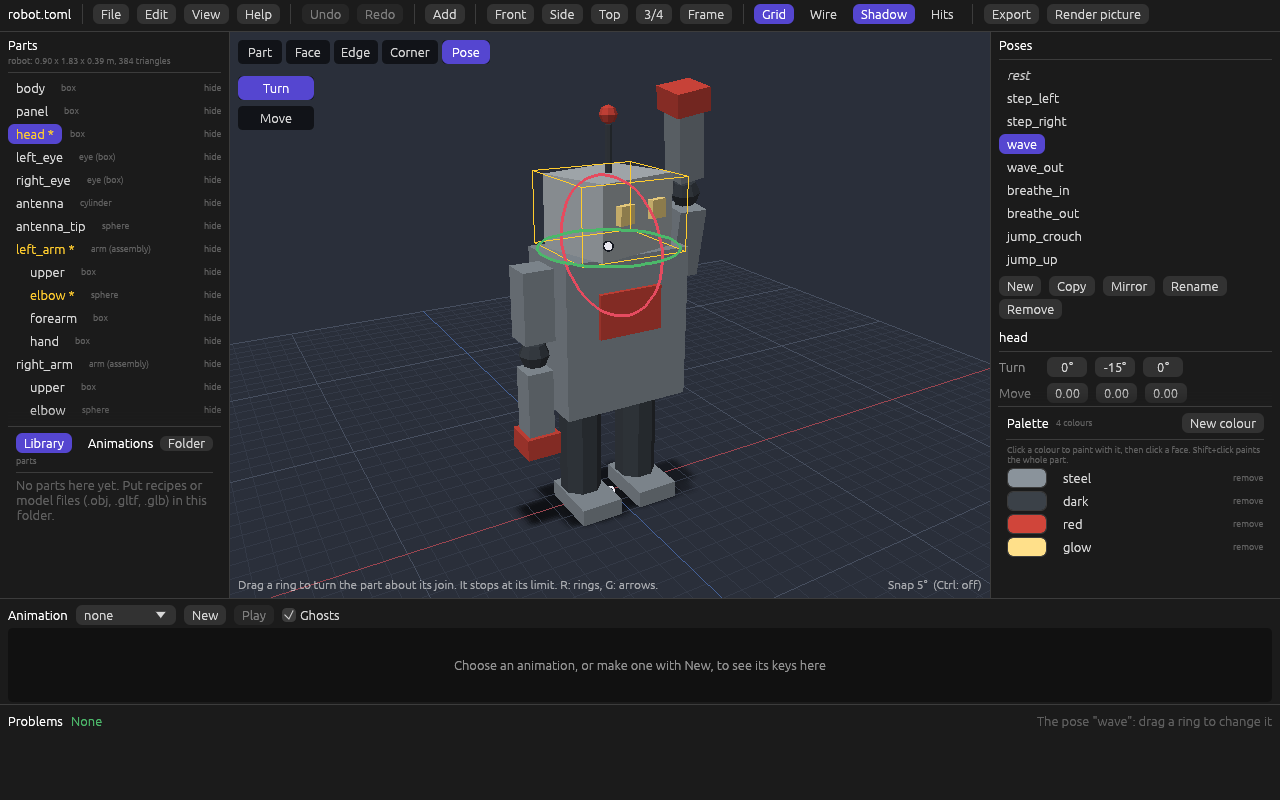 robot.toml File Edit View Help Undo Redo Add Front Side Top 3/4 Frame Grid Wire Shadow Hits Export Render picture
Parts
robot: 0.90 x 1.83 x 0.39 m, 384 triangles
body box hide
panel box hide
head * box hide
left_eye eye (box) hide
right_eye eye (box) hide
antenna cylinder hide
antenna_tip sphere hide
left_arm * arm (assembly) hide
upper box hide
elbow * sphere hide
forearm box hide
hand box hide
right_arm arm (assembly) hide
upper box hide
elbow sphere hide
Library Animations Folder
parts
No parts here yet. Put recipes or
model files (.obj, .gltf, .glb) in this
folder.
Part Face Edge Corner Pose
Turn
Move
Drag a ring to turn the part about its join. It stops at its limit. R: rings, G: arrows.
Snap 5° (Ctrl: off)
Poses
rest
step_left
step_right
wave
wave_out
breathe_in
breathe_out
jump_crouch
jump_up
New Copy Mirror Rename
Remove
head
Turn 0° -15° 0°
Move 0.00 0.00 0.00
Palette 4 colours New colour
Click a colour to paint with it, then click a face. Shift+click paints
the whole part.
steel remove
dark remove
red remove
glow remove
Animation none New Play Ghosts
Choose an animation, or make one with New, to see its keys here
Problems None
The pose "wave": drag a ring to change it